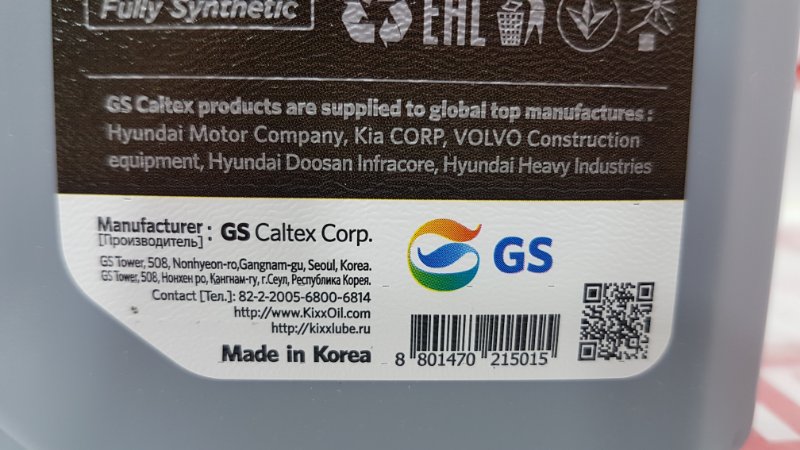 Fully Synthetic
EAC
GS Caltex products are supplied to global top manufactures :
Hyundai Motor Company, Kia CORP, VOLVO Construction
equipment, Hyundai Doosan Infracore, Hyundai Heavy Industries
Manufacturer : GS Caltex Corp.
[Производитель]
GS Tower, 508, Nonhyeon-ro,Gangnam-gu, Seoul, Korea.
GS Tower, 508, Нонхен ро, Кангнам-гу, г.Сеул, Республика Корея.
Contact [Тел.]: 82-2-2005-6800-6814
http://www.KixxOil.com
http://kixxlube.ru
Made in Korea
GS
8 801470 215015